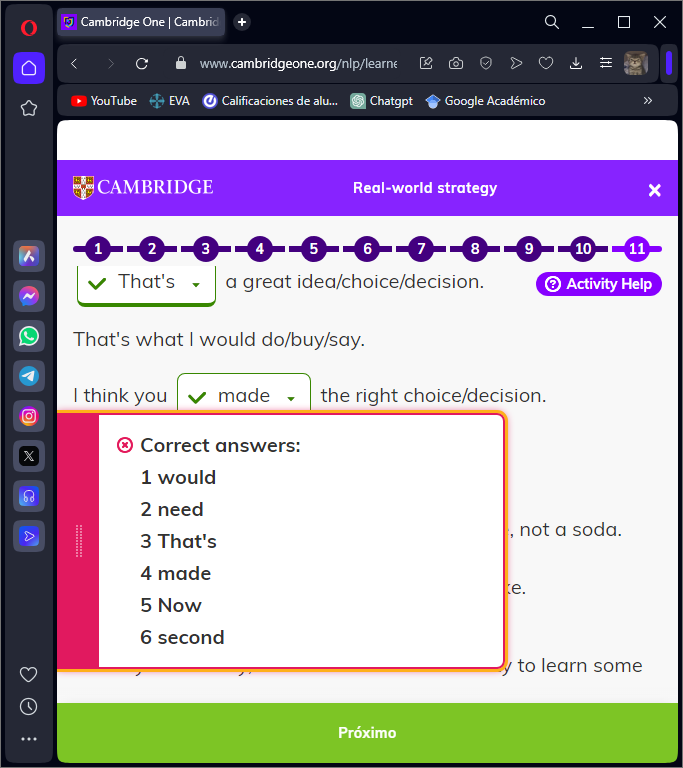 Cambridge One | Cambrid
www.cambridgeone.org/nlp/learne
YouTube
EVA
Calificaciones de alu...
Chatgpt
Google Académico
CAMBRIDGE
Real-world strategy
1 2 3 4 5 6 7 8 9 10 11
That's a great idea/choice/decision.
Activity Help
That's what I would do/buy/say.
I think you made the right choice/decision.
Correct answers:
1 would
2 need
3 That's
4 made
5 Now
6 second
, not a soda.
ke.
to learn some
Próximo